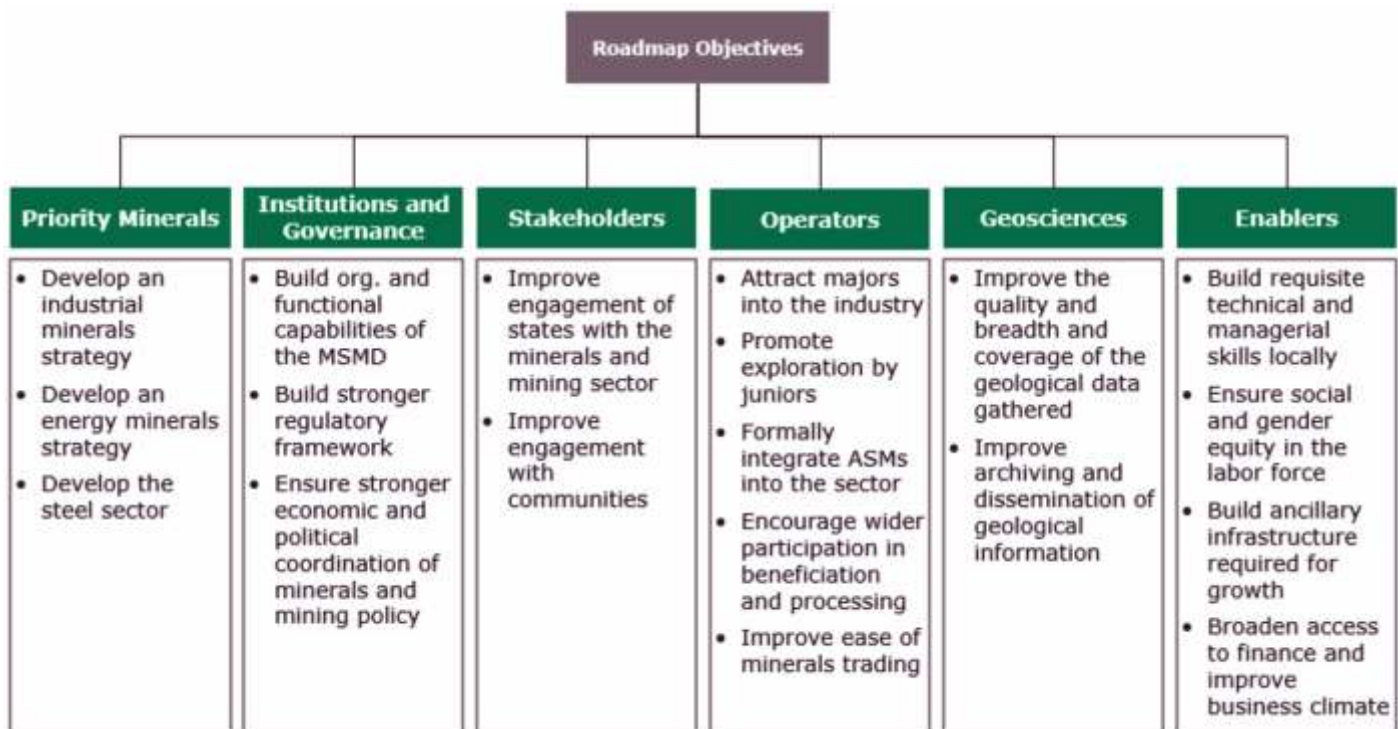 Roadmap Objectives
Priority Minerals
• Develop an
industrial
minerals
strategy
• Develop an
energy minerals
strategy
• Develop the
steel sector
Institutions and
Governance
• Build org. and
functional
capabilities of
the MSMD
• Build stronger
regulatory
framework
• Ensure stronger
economic and
political
coordination of
minerals and
mining policy
Stakeholders
• Improve
engagement of
states with the
minerals and
mining sector
• Improve
engagement
with
communities
Operators
• Attract majors
into the industry
• Promote
exploration by
juniors
• Formally
integrate ASMs
into the sector
• Encourage wider
participation in
beneficiation
and processing
• Improve ease of
minerals trading
Geosciences
• Improve the
quality and
breadth and
coverage of the
geological data
gathered
• Improve
archiving and
dissemination of
geological
information
Enablers
• Build requisite
technical and
managerial
skills locally
• Ensure social
and gender
equity in the
labor force
• Build ancillary
infrastructure
required for
growth
• Broaden access
to finance and
improve
business climate